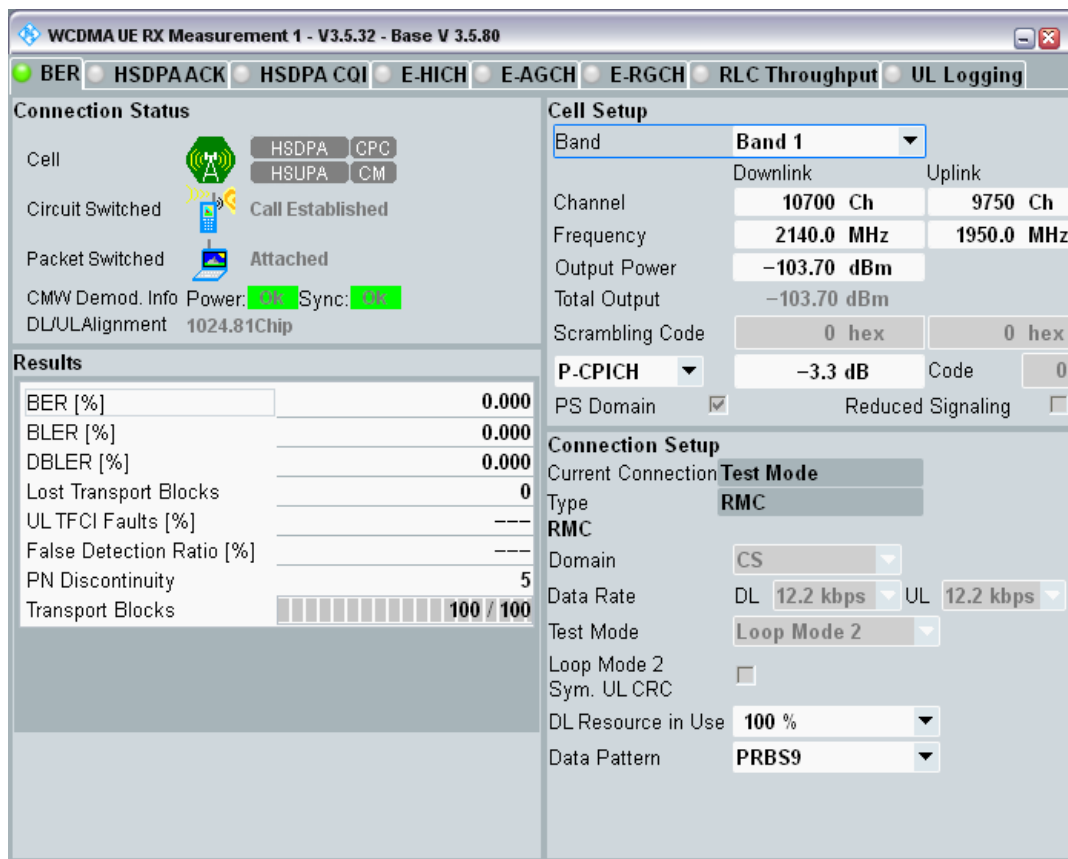 WCDMA UE RX Measurement 1 - V3.5.32 - Base V 3.5.80
BER HSDPA ACK HSDPA CQI E-HICH E-AGCH E-RGCH RLC Throughput UL Logging
Connection Status
Cell HSDPA CPC
HSUPA CM
Circuit Switched Call Established
Packet Switched Attached
CMW Demod. Info Power: Ok Sync: Ok
DL/UL Alignment 1024.81Chip
Results
BER [%] 0.000
BLER [%] 0.000
DBLER [%] 0.000
Lost Transport Blocks 0
UL TFCI Faults [%] ---
False Detection Ratio [%] ---
PN Discontinuity 5
Transport Blocks 100 / 100
Cell Setup
Band Band 1
Downlink Uplink
Channel 10700 Ch 9750 Ch
Frequency 2140.0 MHz 1950.0 MHz
Output Power −103.70 dBm
Total Output −103.70 dBm
Scrambling Code 0 hex 0 hex
P-CPICH −3.3 dB Code 0
PS Domain Reduced Signaling
Connection Setup
Current Connection Test Mode
Type RMC
RMC
Domain CS
Data Rate DL 12.2 kbps UL 12.2 kbps
Test Mode Loop Mode 2
Loop Mode 2
Sym. UL CRC
DL Resource in Use 100 %
Data Pattern PRBS9